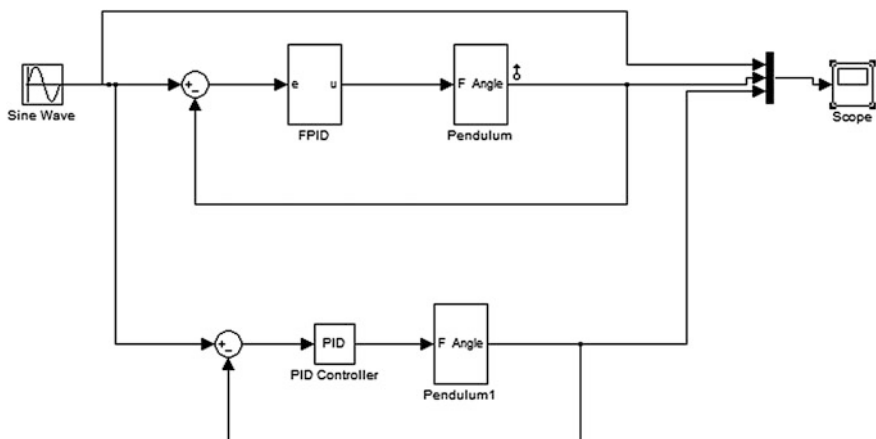 Sine Wave
+
-
e u
FPID
F Angle
Pendulum
Scope
+
-
PID
PID Controller
F Angle
Pendulum1